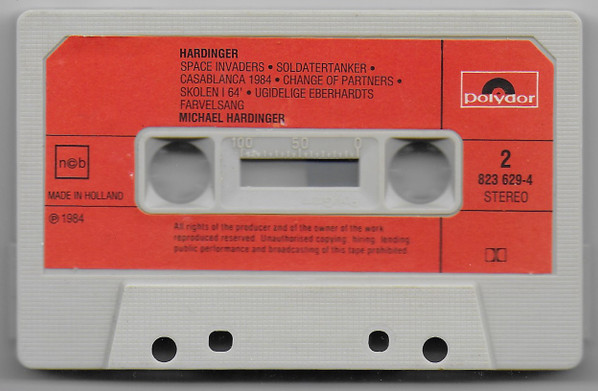 HARDINGER
SPACE INVADERS • SOLDATERTANKER •
CASABLANCA 1984 • CHANGE OF PARTNERS •
SKOLEN I 64' • UGIDELIGE EBERHARDTS
FARVELSANG
MICHAEL HARDINGER
polydor
100 50 0
n©b
MADE IN HOLLAND
℗ 1984
2
823 629-4
STEREO
All rights of the producer and of the owner of the work
reproduced reserved. Unauthorised copying, hiring, lending
public performance and broadcasting of this tape prohibited.